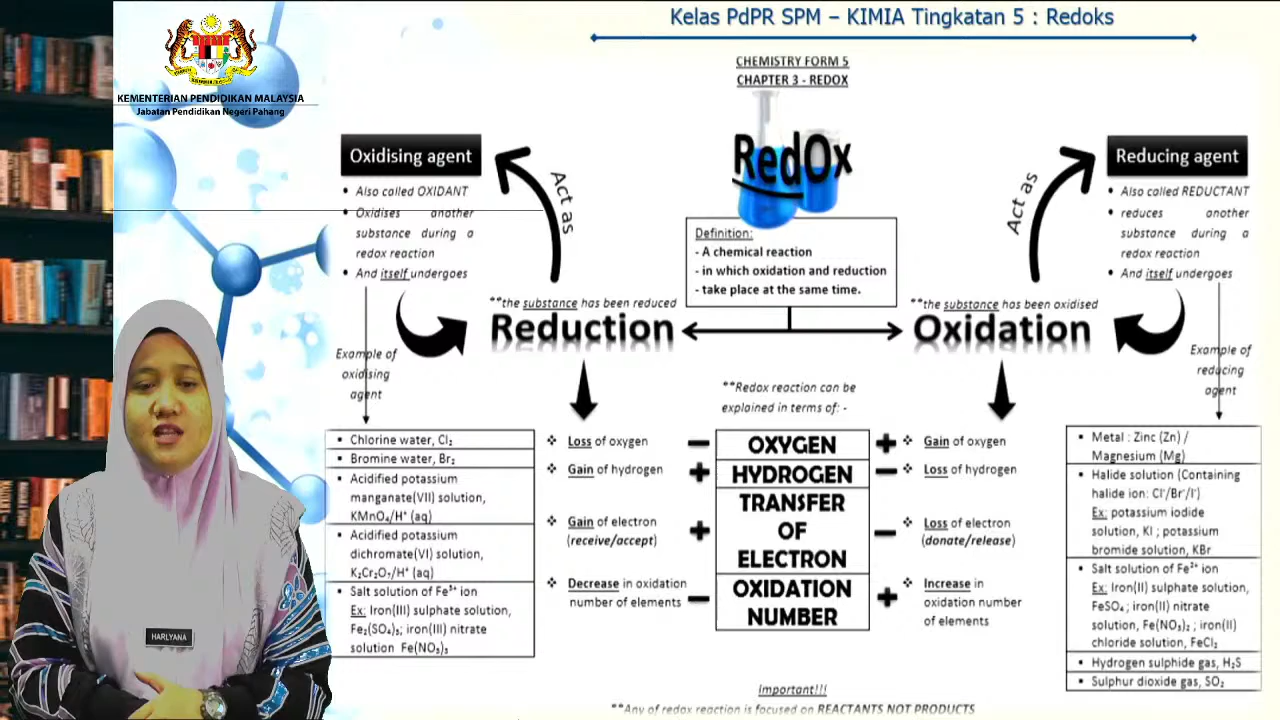 Kelas PdPR SPM – KIMIA Tingkatan 5 : Redoks
KEMENTERIAN PENDIDIKAN MALAYSIA
Jabatan Pendidikan Negeri Pahang
CHEMISTRY FORM 5
CHAPTER 3 - REDOX
RedOx
Oxidising agent
• Also called OXIDANT
• Oxidises another
substance during a
redox reaction
• And itself undergoes
Act as
Definition:
- A chemical reaction
- in which oxidation and reduction
- take place at the same time.
Act as
Reducing agent
• Also called REDUCTANT
• reduces another
substance during a
redox reaction
• And itself undergoes
**the substance has been reduced
Reduction
**the substance has been oxidised
Oxidation
Example of
oxidising
agent
**Redox reaction can be
explained in terms of: -
Example of
reducing
agent
▪ Chlorine water, Cl₂
▪ Bromine water, Br₂
▪ Acidified potassium
manganate(VII) solution,
KMnO₄/H⁺ (aq)
▪ Acidified potassium
dichromate(VI) solution,
K₂Cr₂O₇/H⁺ (aq)
▪ Salt solution of Fe³⁺ ion
Ex: Iron(III) sulphate solution,
Fe₂(SO₄)₃; iron(III) nitrate
solution Fe(NO₃)₃
❖ Loss of oxygen
❖ Gain of hydrogen
❖ Gain of electron
(receive/accept)
❖ Decrease in oxidation
number of elements
− OXYGEN +
+ HYDROGEN −
+ TRANSFER
OF
ELECTRON −
− OXIDATION
NUMBER +
❖ Gain of oxygen
❖ Loss of hydrogen
❖ Loss of electron
(donate/release)
❖ Increase in
oxidation number
of elements
▪ Metal : Zinc (Zn) /
Magnesium (Mg)
▪ Halide solution (Containing
halide ion: Cl⁻/Br⁻/I⁻)
Ex: potassium iodide
solution, KI ; potassium
bromide solution, KBr
▪ Salt solution of Fe²⁺ ion
Ex: Iron(II) sulphate solution,
FeSO₄ ; iron(II) nitrate
solution, Fe(NO₃)₂ ; iron(II)
chloride solution, FeCl₂
▪ Hydrogen sulphide gas, H₂S
▪ Sulphur dioxide gas, SO₂
HARLYANA
Important!!!
**Any of redox reaction is focused on REACTANTS NOT PRODUCTS